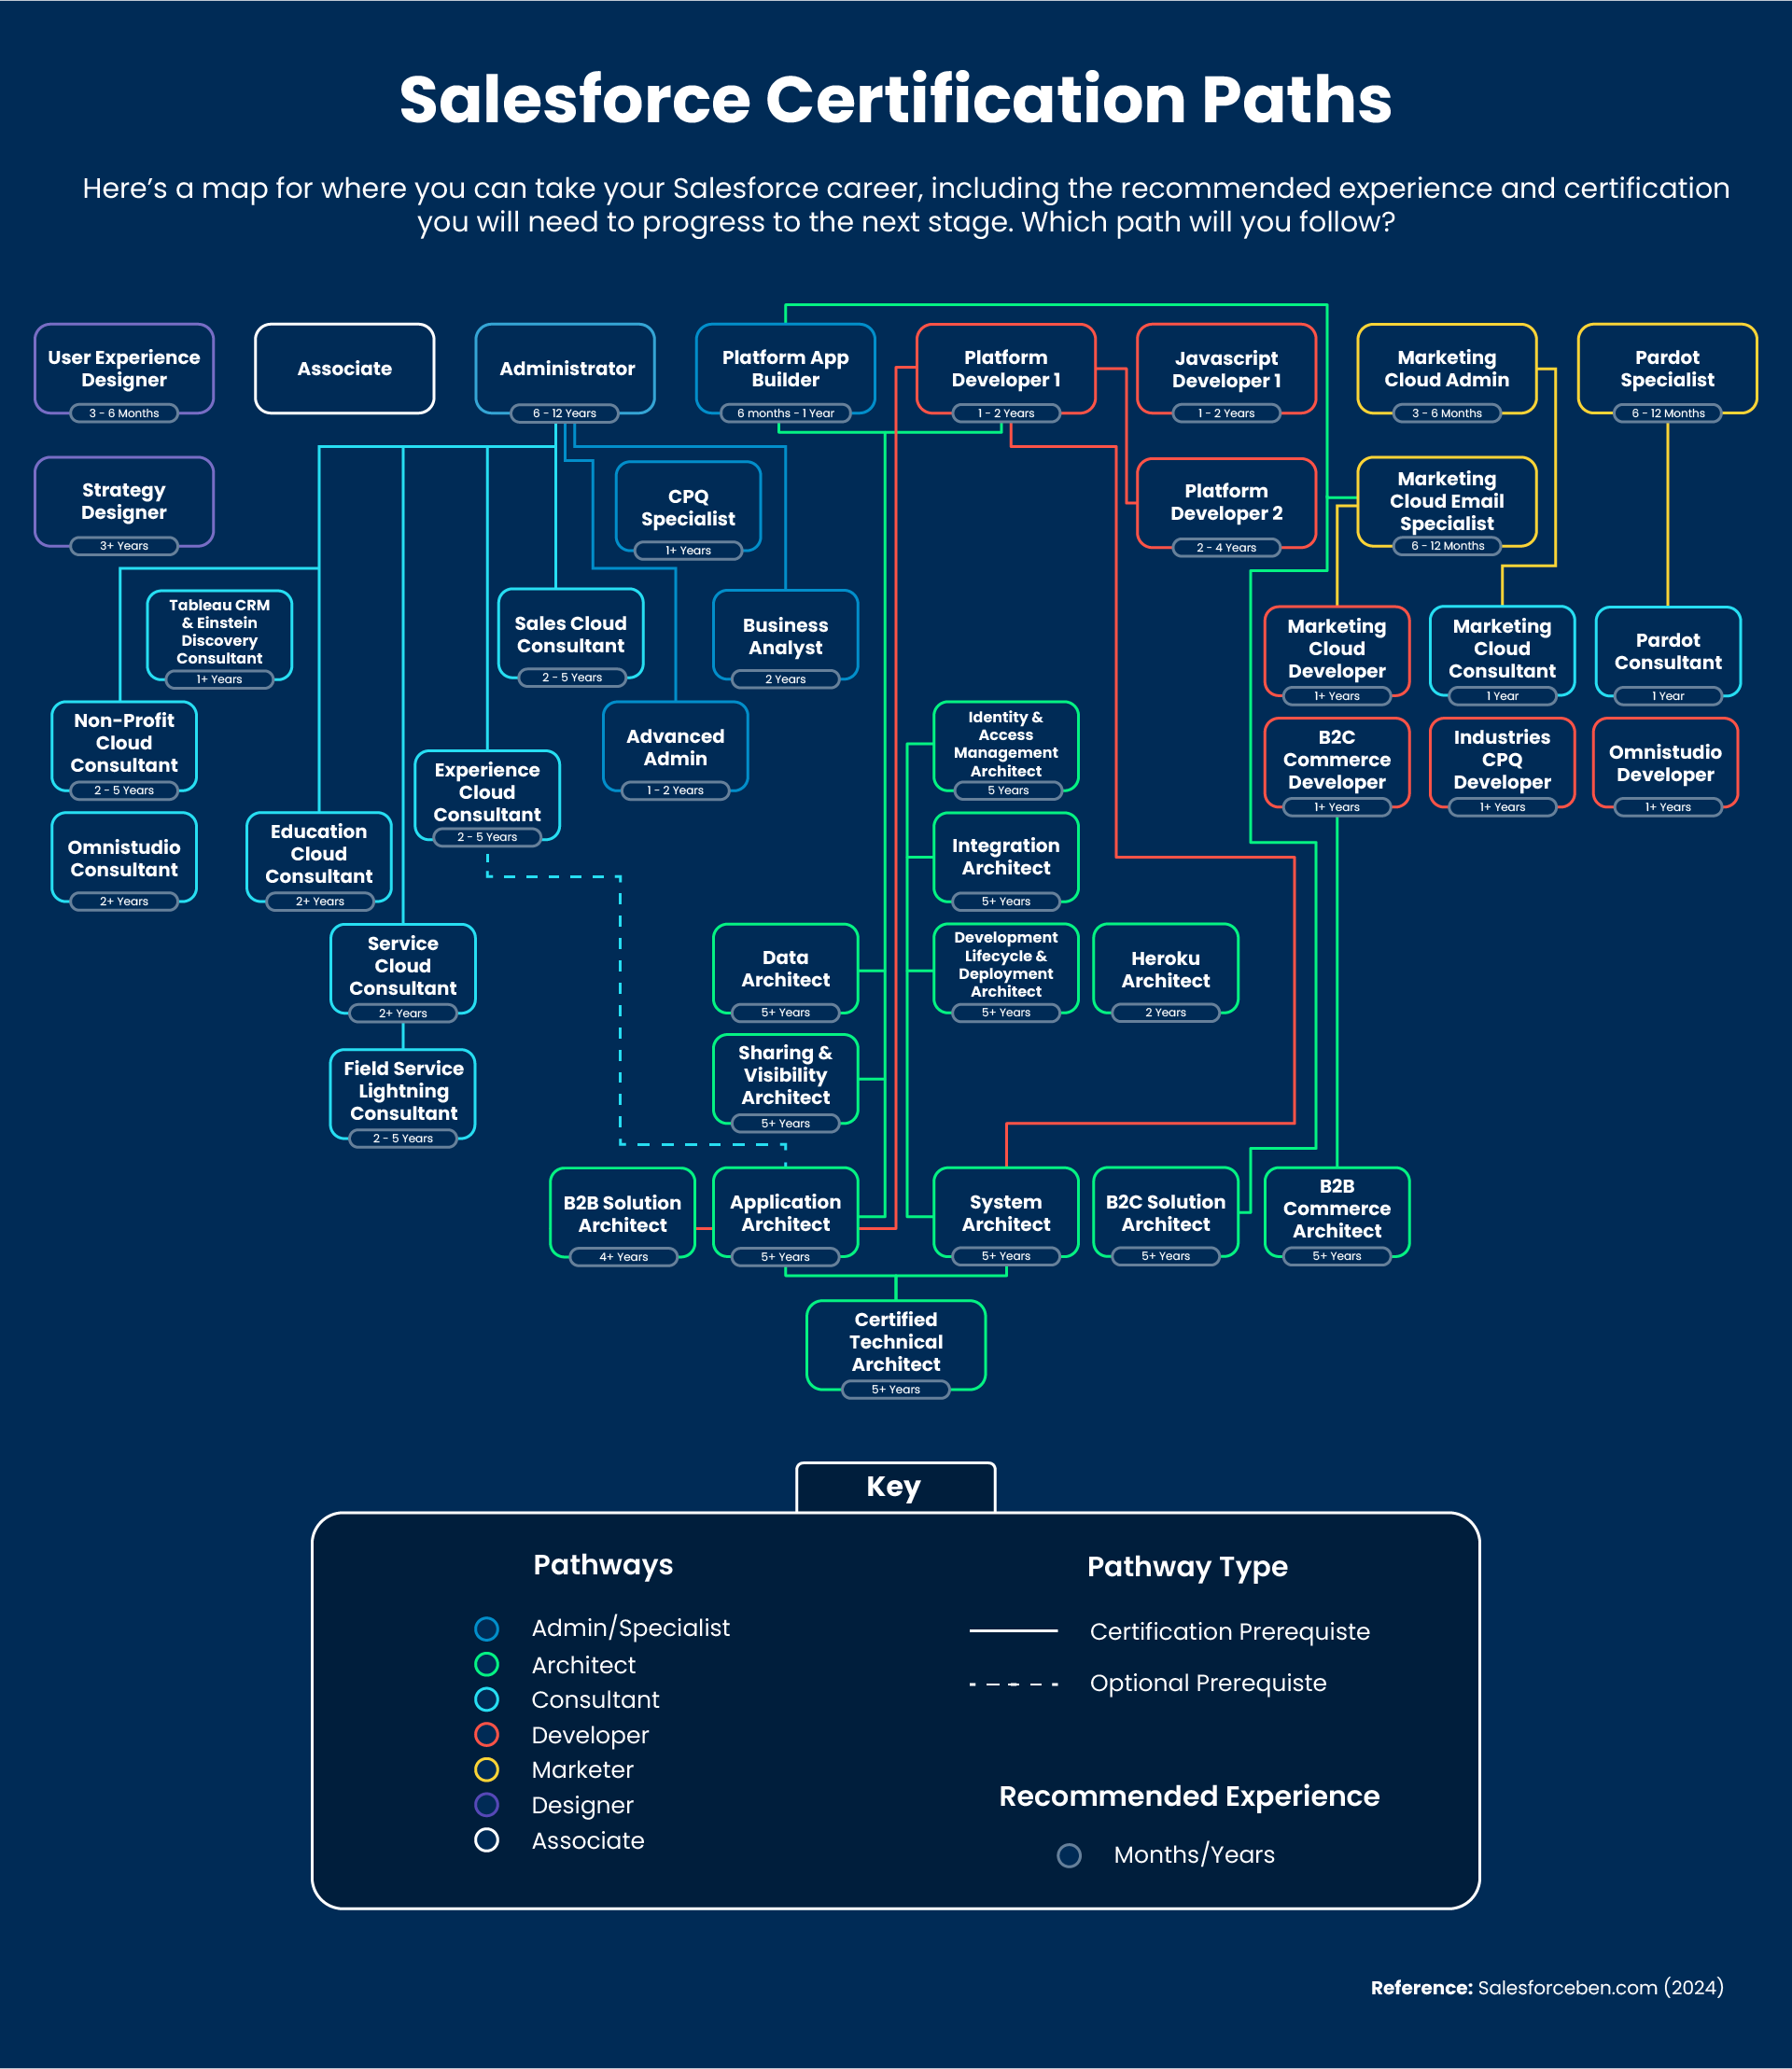 Salesforce Certification Paths
Here’s a map for where you can take your Salesforce career, including the recommended experience and certification
you will need to progress to the next stage. Which path will you follow?
User Experience
Designer
3 - 6 Months
Associate
Administrator
6 - 12 Years
Platform App
Builder
6 months - 1 Year
Platform
Developer 1
1 - 2 Years
Javascript
Developer 1
1 - 2 Years
Marketing
Cloud Admin
3 - 6 Months
Pardot
Specialist
6 - 12 Months
Strategy
Designer
3+ Years
CPQ
Specialist
1+ Years
Platform
Developer 2
2 - 4 Years
Marketing
Cloud Email
Specialist
6 - 12 Months
Tableau CRM
& Einstein
Discovery
Consultant
1+ Years
Sales Cloud
Consultant
2 - 5 Years
Business
Analyst
2 Years
Marketing
Cloud
Developer
1+ Years
Marketing
Cloud
Consultant
1 Year
Pardot
Consultant
1 Year
Non-Profit
Cloud
Consultant
2 - 5 Years
Experience
Cloud
Consultant
2 - 5 Years
Advanced
Admin
1 - 2 Years
Identity &
Access
Management
Architect
5 Years
B2C
Commerce
Developer
1+ Years
Industries
CPQ
Developer
1+ Years
Omnistudio
Developer
1+ Years
Omnistudio
Consultant
2+ Years
Education
Cloud
Consultant
2+ Years
Integration
Architect
5+ Years
Service
Cloud
Consultant
2+ Years
Data
Architect
5+ Years
Development
Lifecycle &
Deployment
Architect
5+ Years
Heroku
Architect
2 Years
Field Service
Lightning
Consultant
2 - 5 Years
Sharing &
Visibility
Architect
5+ Years
B2B Solution
Architect
4+ Years
Application
Architect
5+ Years
System
Architect
5+ Years
B2C Solution
Architect
5+ Years
B2B
Commerce
Architect
5+ Years
Certified
Technical
Architect
5+ Years
Key
Pathways
Admin/Specialist
Architect
Consultant
Developer
Marketer
Designer
Associate
Pathway Type
Certification Prerequiste
Optional Prerequiste
Recommended Experience
Months/Years
Reference: Salesforceben.com (2024)